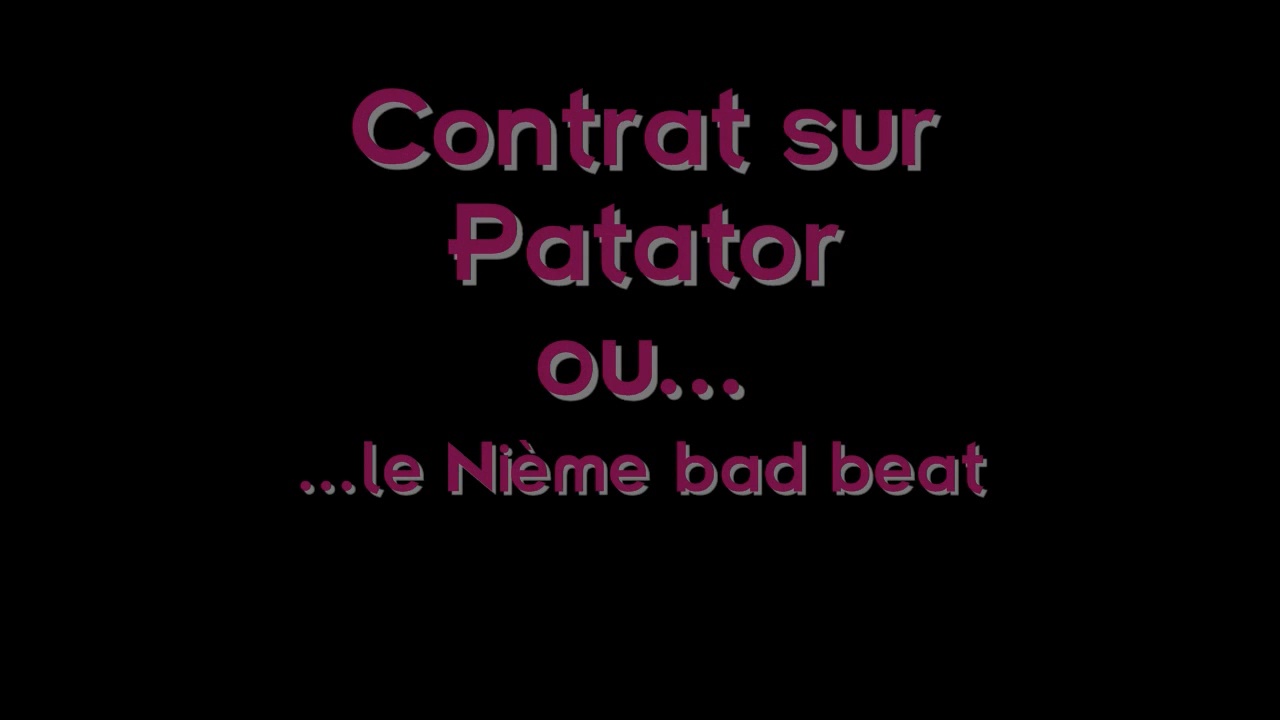 Contrat sur
Patator
ou...
...le Nième bad beat